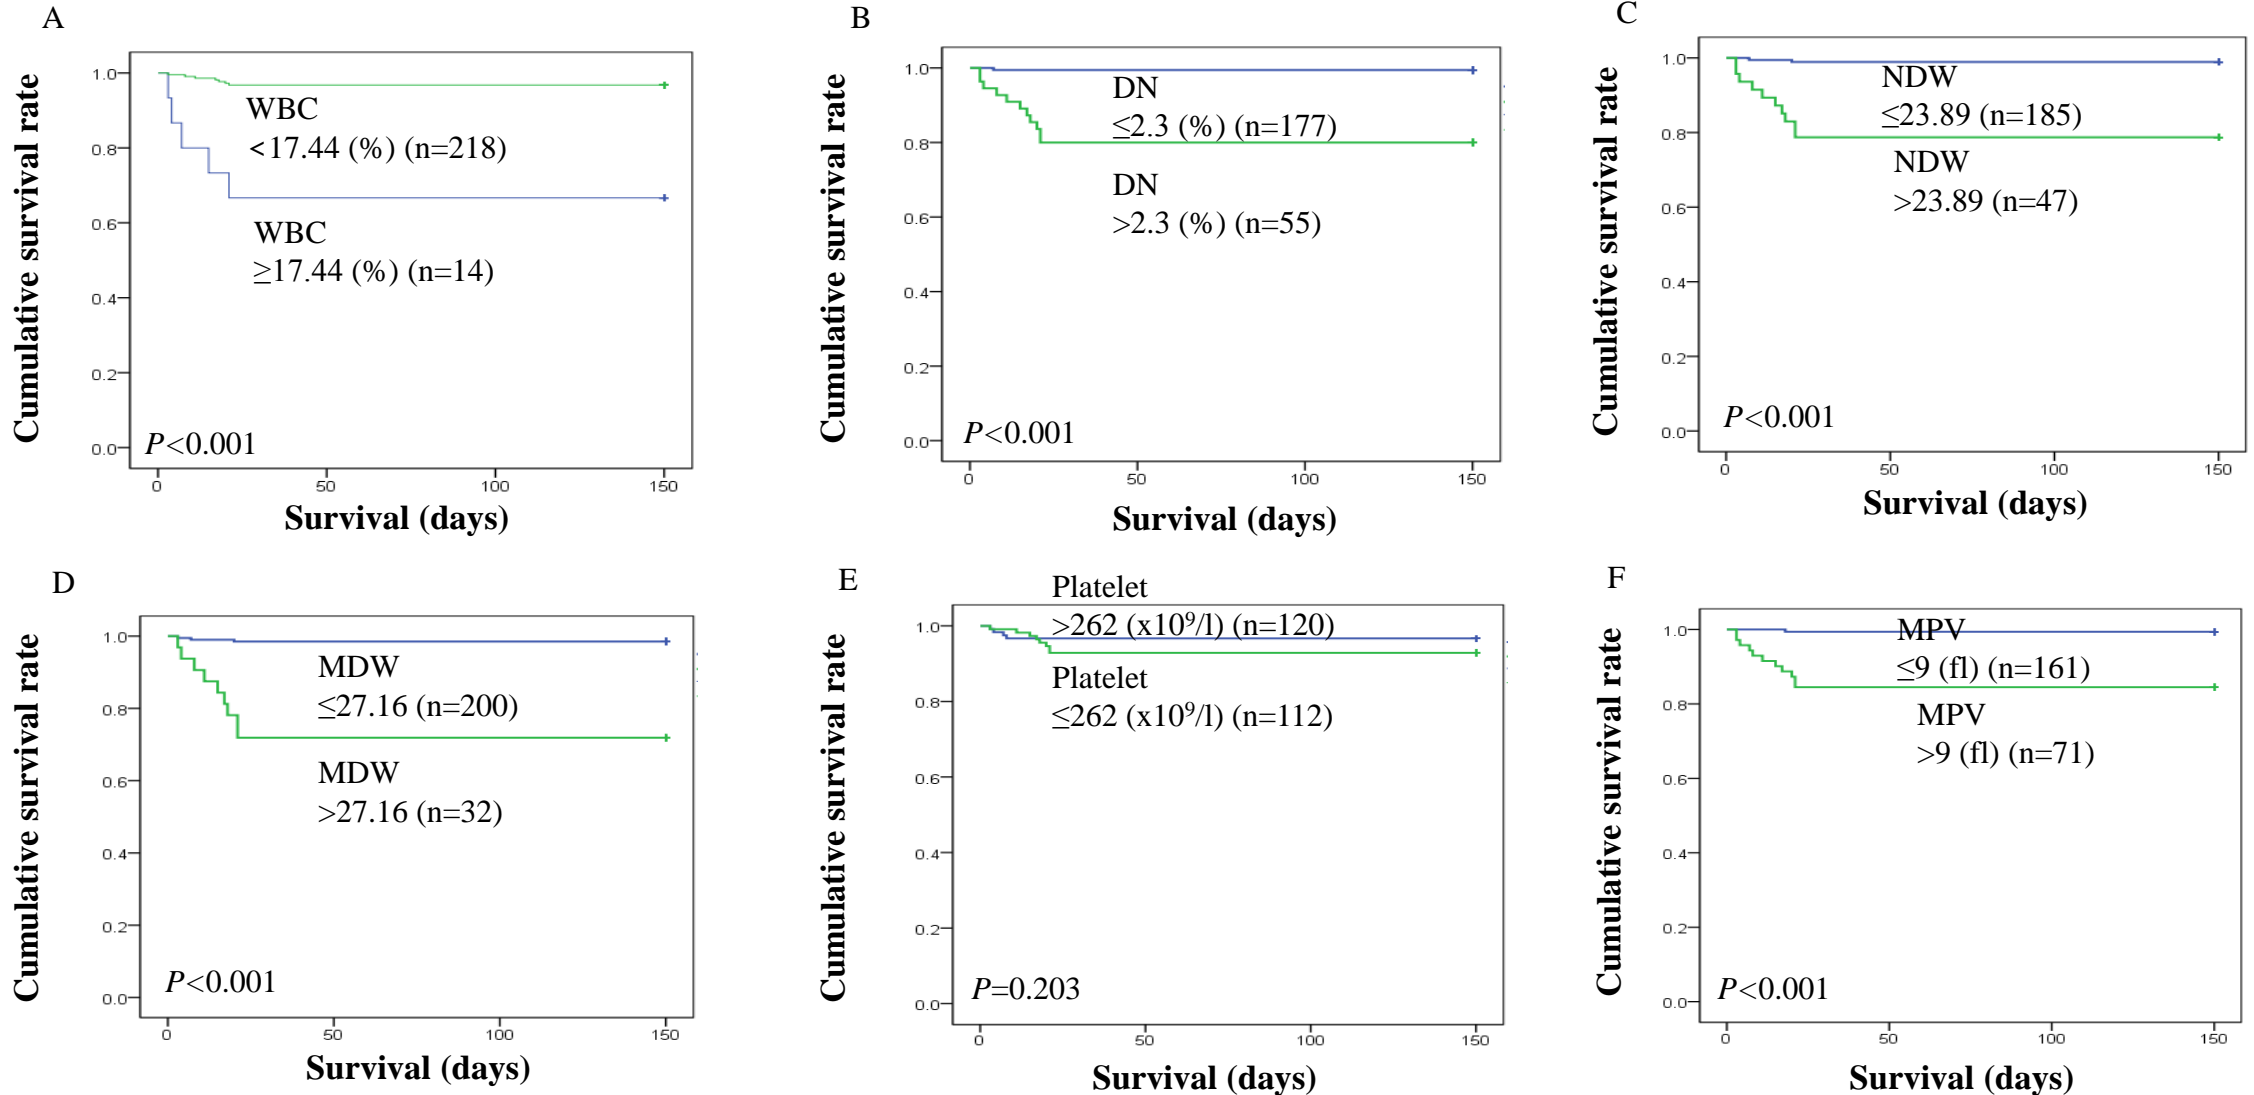 A
Cumulative survival rate
1.0
0.8
0.6
0.4
0.2
0.0
WBC
<17.44 (%) (n=218)
WBC
≥17.44 (%) (n=14)
P<0.001
0 50 100 150
Survival (days)
B
Cumulative survival rate
1.0
0.8
0.6
0.4
0.2
0.0
DN
≤2.3 (%) (n=177)
DN
>2.3 (%) (n=55)
P<0.001
0 50 100 150
Survival (days)
C
Cumulative survival rate
1.0
0.8
0.6
0.4
0.2
0.0
NDW
≤23.89 (n=185)
NDW
>23.89 (n=47)
P<0.001
0 50 100 150
Survival (days)
D
Cumulative survival rate
1.0
0.8
0.6
0.4
0.2
0.0
MDW
≤27.16 (n=200)
MDW
>27.16 (n=32)
P<0.001
0 50 100 150
Survival (days)
E
Cumulative survival rate
1.0
0.8
0.6
0.4
0.2
0.0
Platelet
>262 (x10⁹/l) (n=120)
Platelet
≤262 (x10⁹/l) (n=112)
P=0.203
0 50 100 150
Survival (days)
F
Cumulative survival rate
1.0
0.8
0.6
0.4
0.2
0.0
MPV
≤9 (fl) (n=161)
MPV
>9 (fl) (n=71)
P<0.001
0 50 100 150
Survival (days)